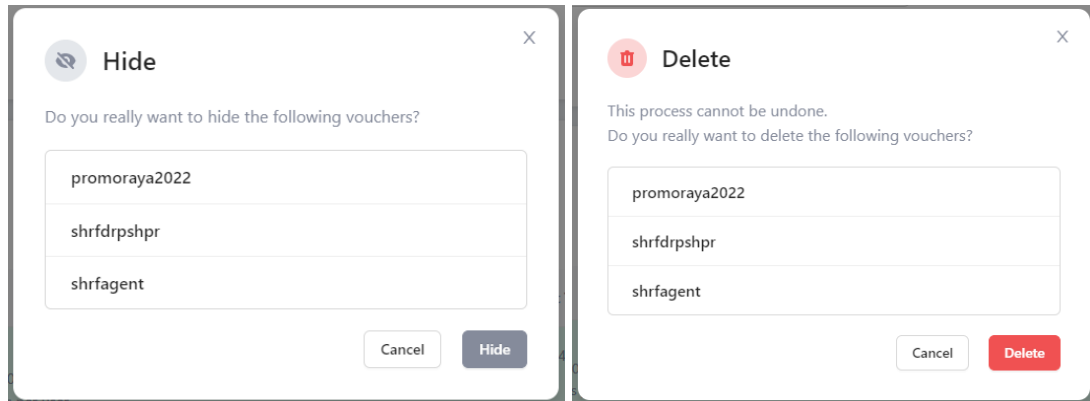 Hide
Do you really want to hide the following vouchers?
promoraya2022
shrfdrpshpr
shrfagent
Cancel
Hide
Delete
This process cannot be undone.
Do you really want to delete the following vouchers?
promoraya2022
shrfdrpshpr
shrfagent
Cancel
Delete